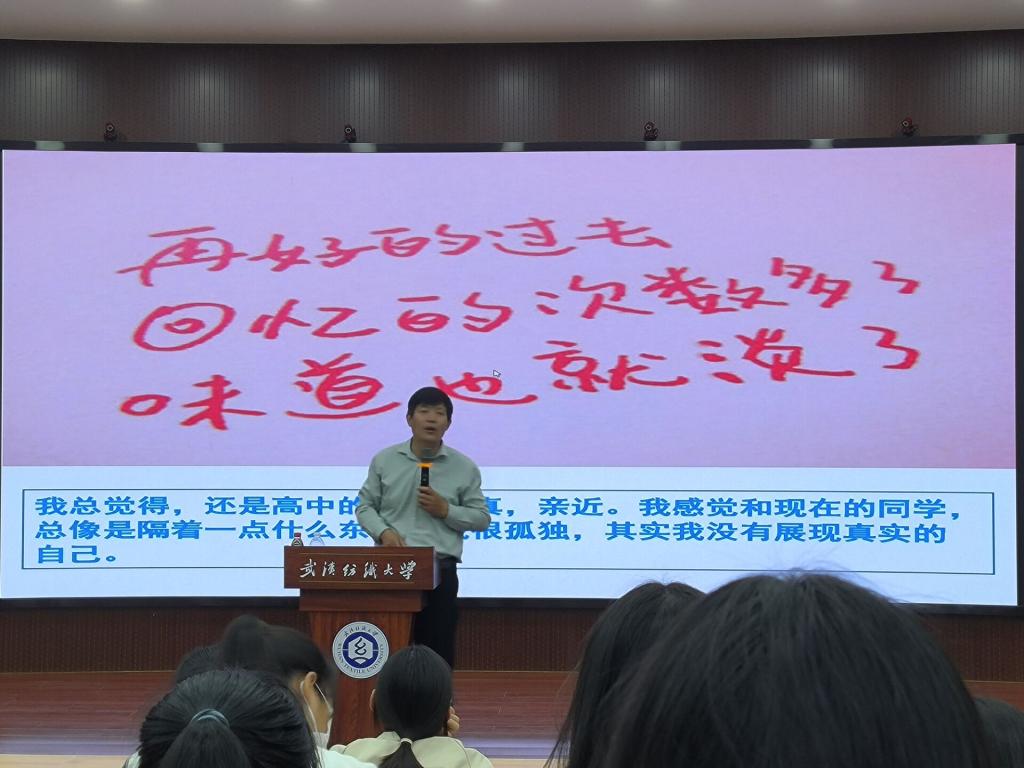 再好的过去
回忆的次数多了
味道也就淡了
我总觉得，还是高中的真，亲近。我感觉和现在的同学，
总像是隔着一点什么东很孤独，其实我没有展现真实的
自己。
武汉纺织大学